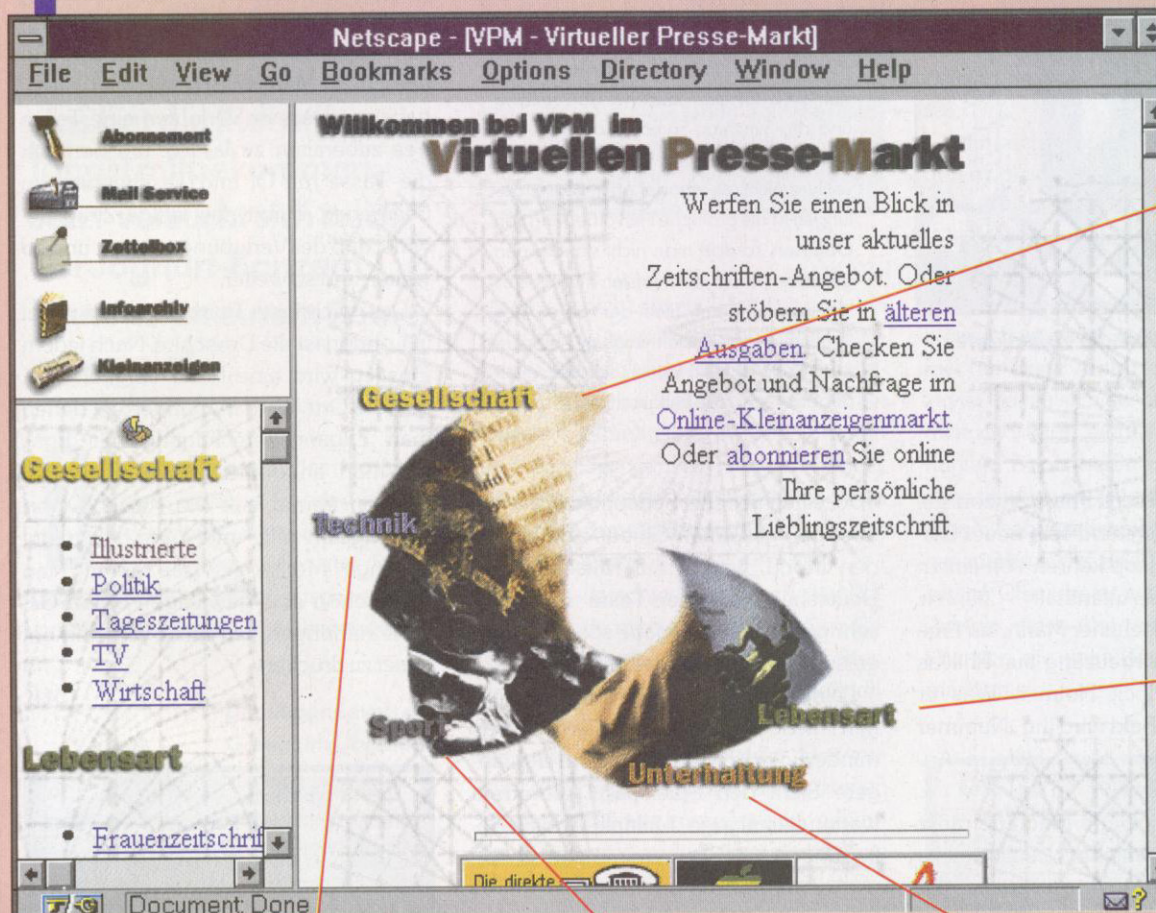 Netscape - [VPM - Virtueller Presse-Markt]
File Edit View Go Bookmarks Options Directory Window Help
Abonnement
Mail Service
Zettelbox
Infoarchiv
Kleinanzeigen
Gesellschaft
Illustrierte
Politik
Tageszeitungen
TV
Wirtschaft
Lebensart
Frauenzeitschrif
Willkommen bei VPM im
Virtuellen Presse-Markt
Werfen Sie einen Blick in
unser aktuelles
Zeitschriften-Angebot. Oder
stöbern Sie in älteren
Ausgaben. Checken Sie
Angebot und Nachfrage im
Online-Kleinanzeigenmarkt.
Oder abonnieren Sie online
Ihre persönliche
Lieblingszeitschrift.
Gesellschaft
Technik
Sport
Lebensart
Unterhaltung
Die direkte
Document: Done